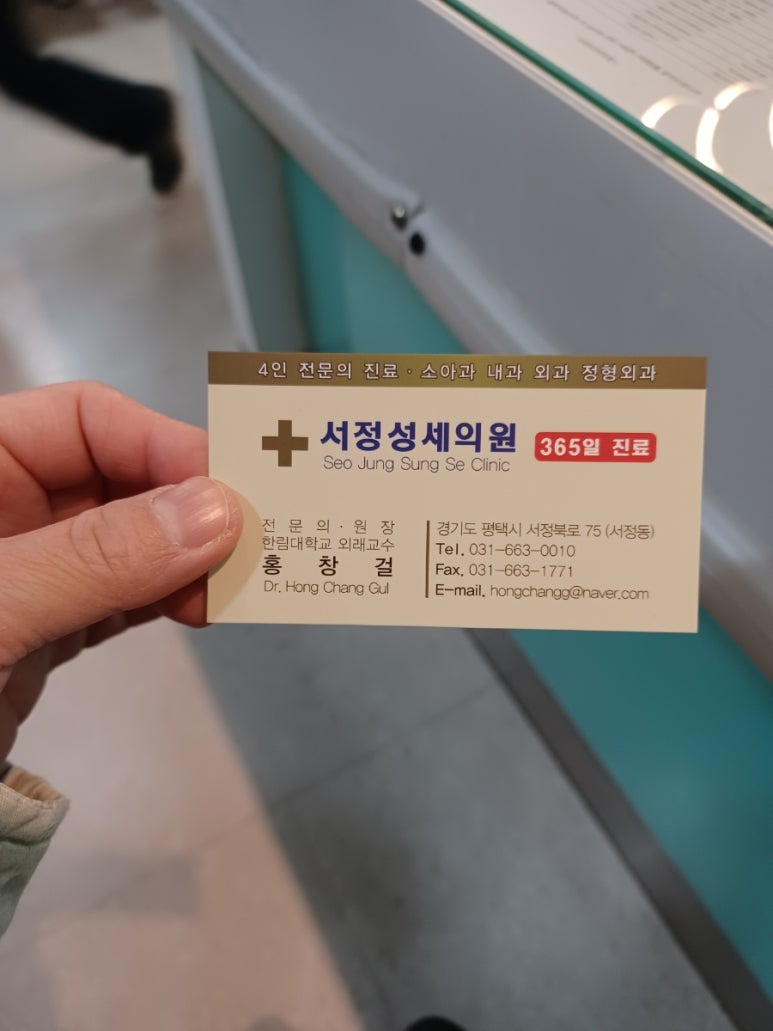 4인 전문의 진료 · 소아과 내과 외과 정형외과
서정성세의원
Seo Jung Sung Se Clinic
365일 진료
전 문 의 · 원 장
한림대학교 외래교수
홍 창 걸
Dr. Hong Chang Gul
경기도 평택시 서정북로 75 (서정동)
Tel. 031-663-0010
Fax. 031-663-1771
E-mail. hongchangg@naver.com